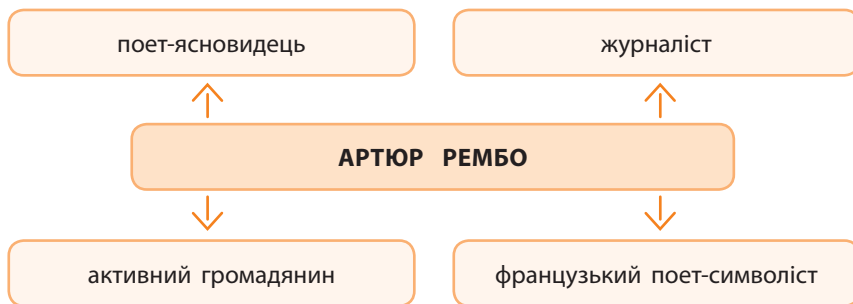 поет-ясновидець
журналіст
АРТЮР РЕМБО
активний громадянин
французький поет-символіст